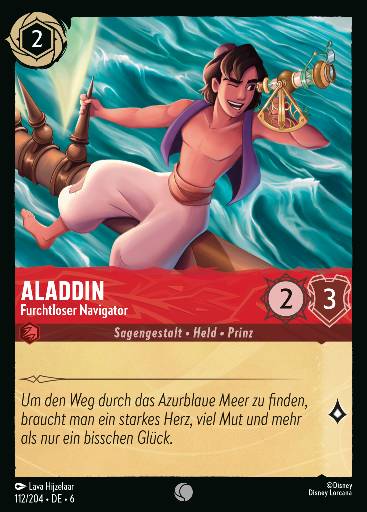 2
ALADDIN
Furchtloser Navigator
2
3
Sagengestalt • Held • Prinz
Um den Weg durch das Azurblaue Meer zu finden,
braucht man ein starkes Herz, viel Mut und mehr
als nur ein bisschen Glück.
Lava Hijzelaar
112/204 • DE • 6
©Disney
Disney Lorcana